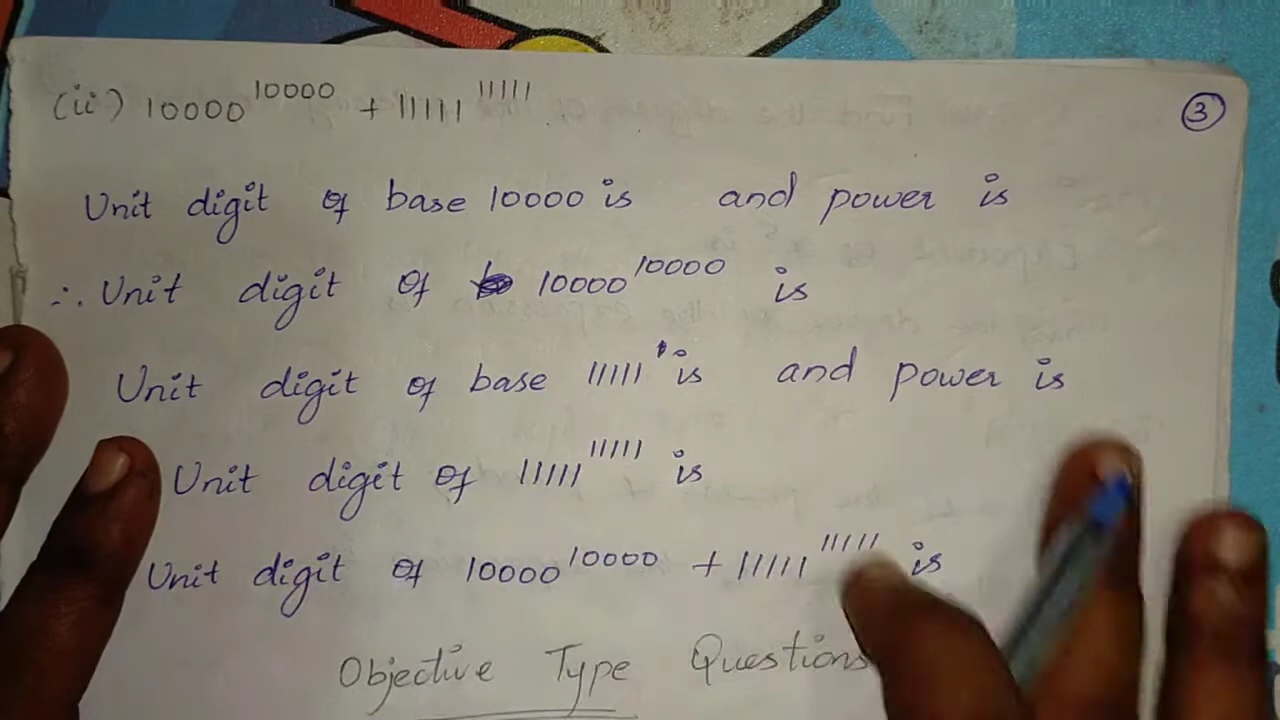 (ii) 10000^10000 + 11111^11111
3
Unit digit of base 10000 is and power is
∴ Unit digit of 10000^10000 is
Unit digit of base 11111 is and power is
Unit digit of 11111^11111 is
Unit digit of 10000^10000 + 11111^11111 is
Objective Type Questions